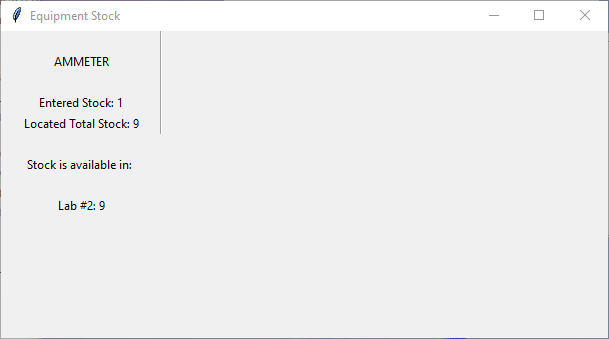 Equipment Stock
AMMETER
Entered Stock: 1
Located Total Stock: 9
Stock is available in:
Lab #2: 9